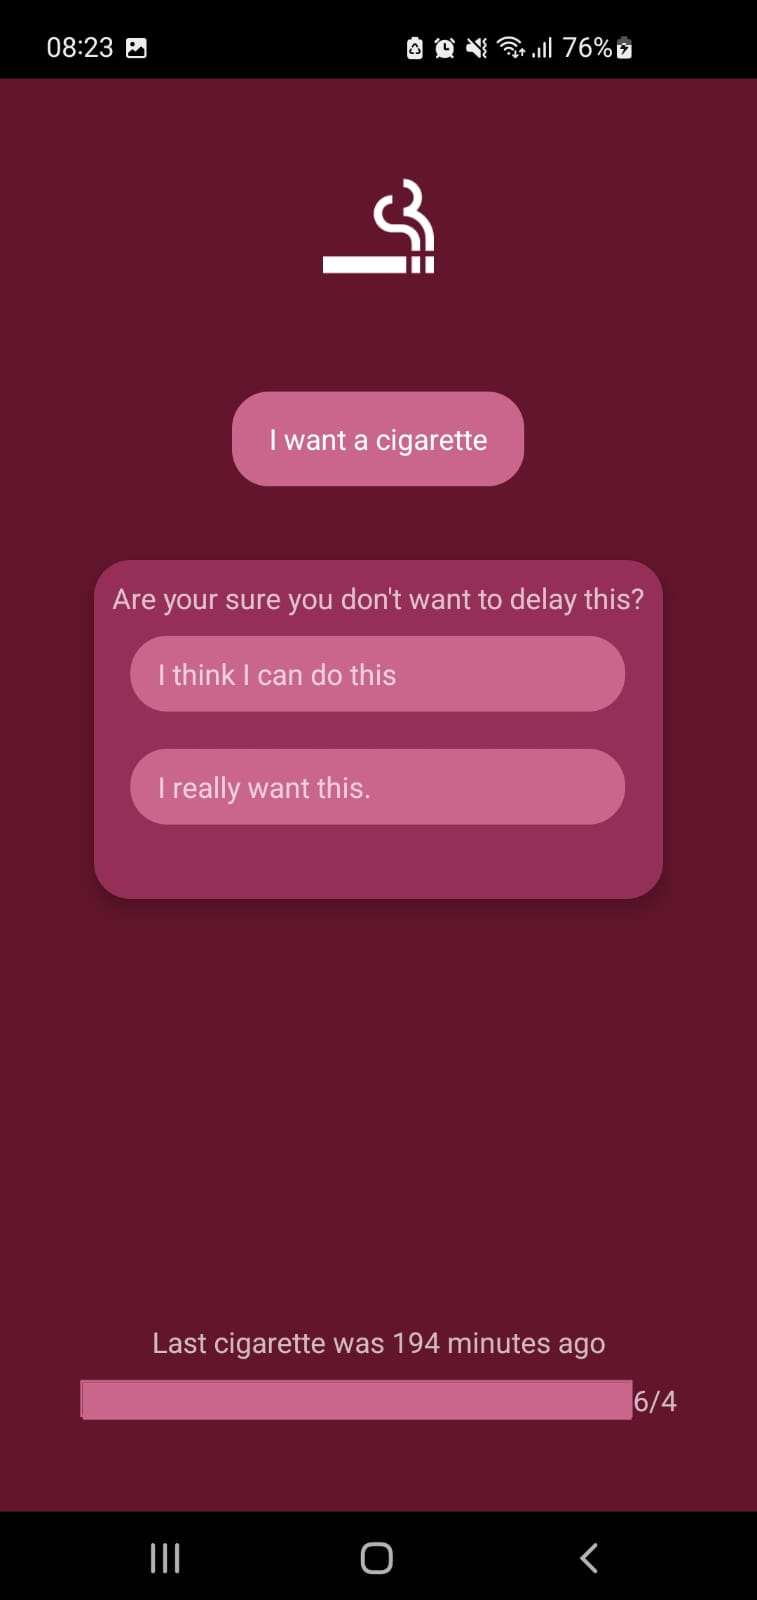 08:23
76%
I want a cigarette
Are your sure you don't want to delay this?
I think I can do this
I really want this.
Last cigarette was 194 minutes ago
6/4